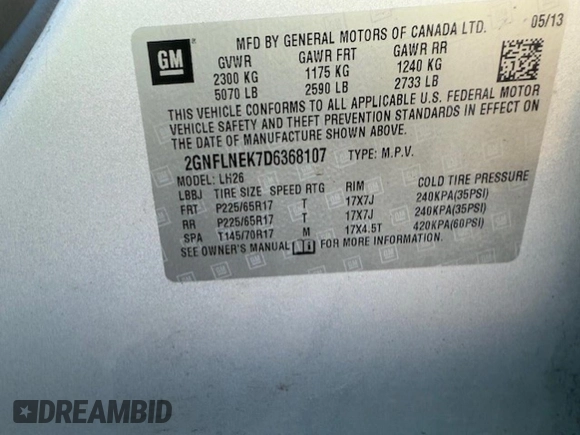 MFD BY GENERAL MOTORS OF CANADA LTD. 05/13
GM
GVWR GAWR FRT GAWR RR
2300 KG 1175 KG 1240 KG
5070 LB 2590 LB 2733 LB
THIS VEHICLE CONFORMS TO ALL APPLICABLE U.S. FEDERAL MOTOR
VEHICLE SAFETY AND THEFT PREVENTION STANDARDS IN EFFECT ON
THE DATE OF MANUFACTURE SHOWN ABOVE.
2GNFLNEK7D6368107 TYPE: M.P.V.
MODEL: LH26
LBBJ TIRE SIZE SPEED RTG RIM COLD TIRE PRESSURE
FRT P225/65R17 T 17X7J 240KPA(35PSI)
RR P225/65R17 T 17X7J 240KPA(35PSI)
SPA T145/70R17 M 17X4.5T 420KPA(60PSI)
SEE OWNER'S MANUAL FOR MORE INFORMATION.
DREAMBID